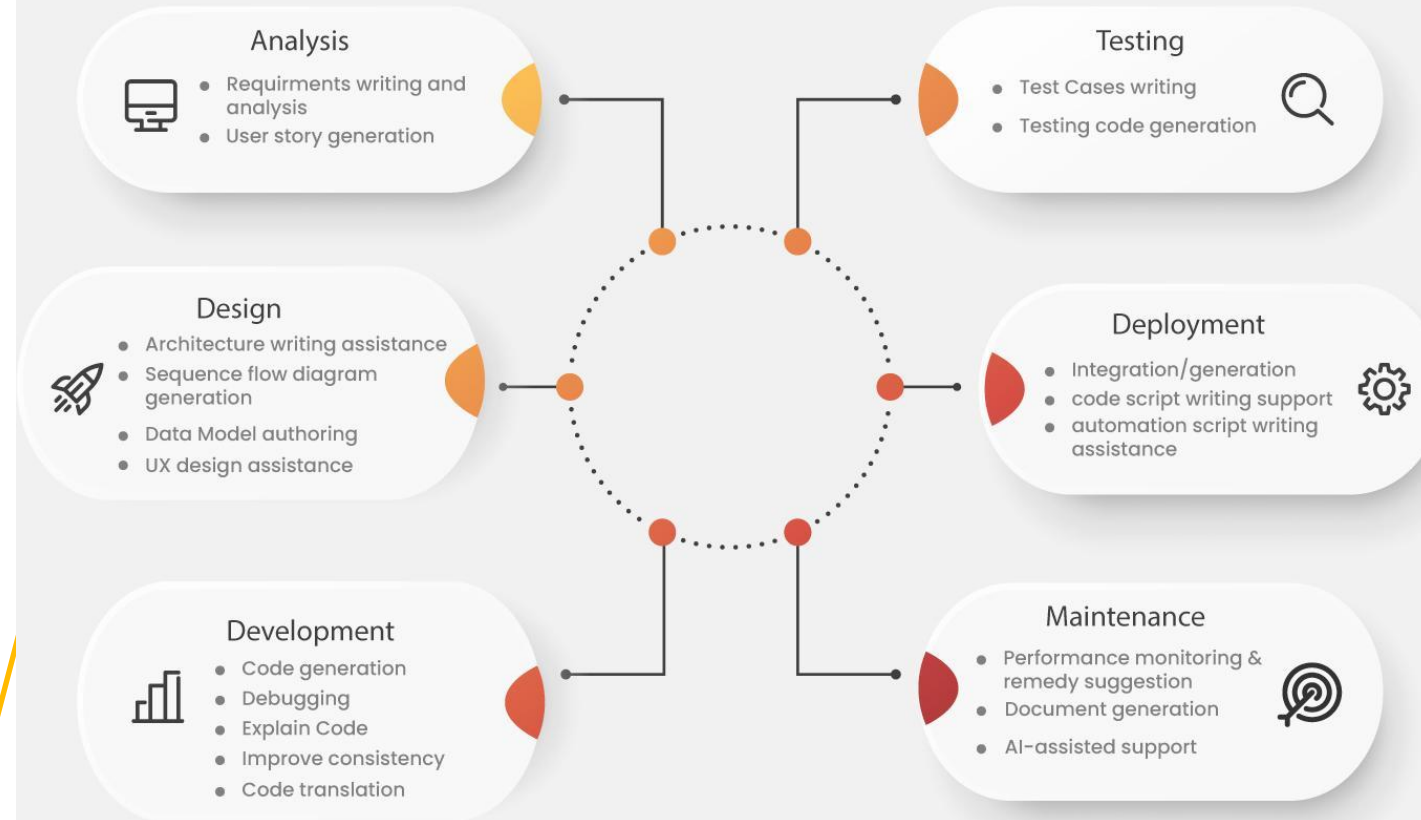 Analysis
Requirments writing and
analysis
User story generation
Design
Architecture writing assistance
Sequence flow diagram
generation
Data Model authoring
UX design assistance
Development
Code generation
Debugging
Explain Code
Improve consistency
Code translation
Testing
Test Cases writing
Testing code generation
Deployment
Integration/generation
code script writing support
automation script writing
assistance
Maintenance
Performance monitoring &
remedy suggestion
Document generation
AI-assisted support